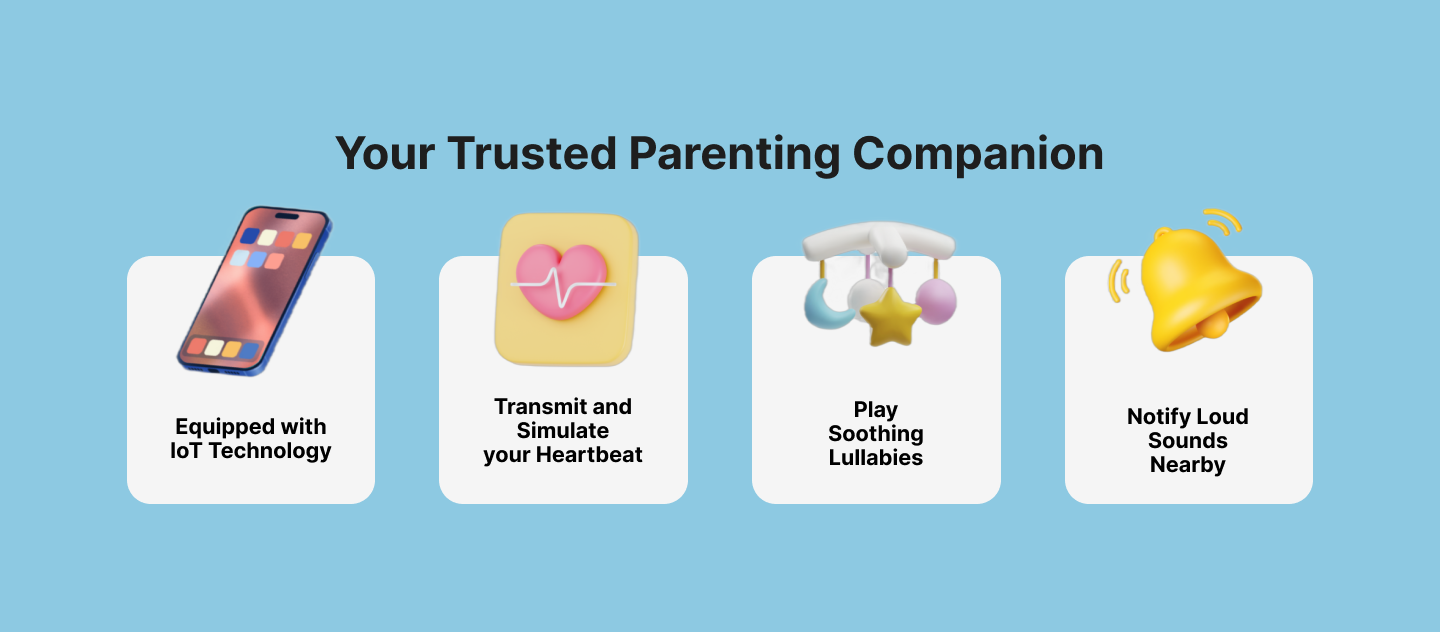 Your Trusted Parenting Companion
Equipped with
IoT Technology
Transmit and
Simulate
your Heartbeat
Play
Soothing
Lullabies
Notify Loud
Sounds
Nearby